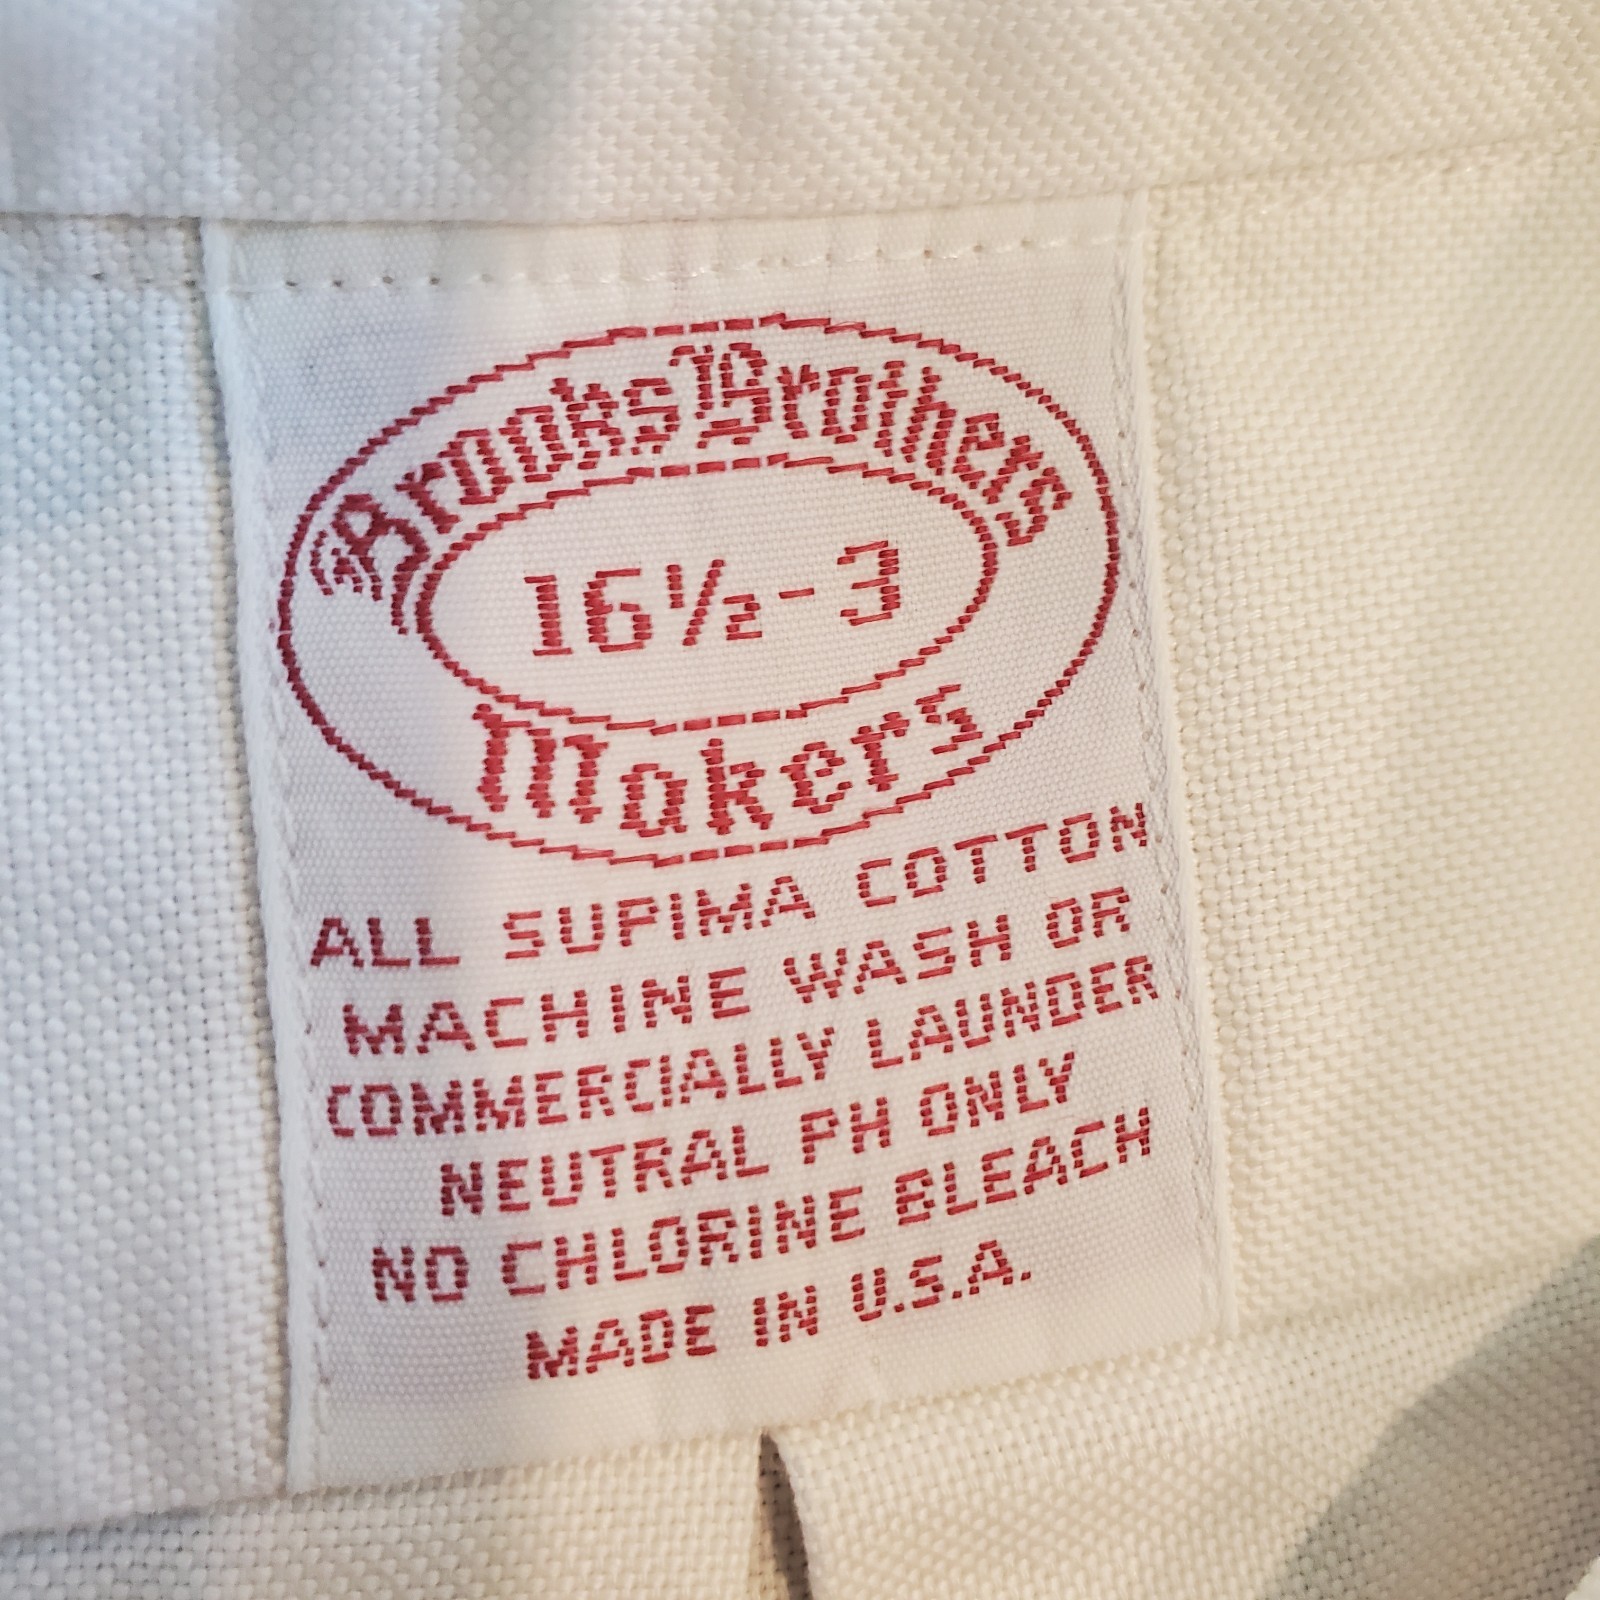 Brooks Brothers
16½-3
Makers
ALL SUPIMA COTTON
MACHINE WASH OR
COMMERCIALLY LAUNDER
NEUTRAL PH ONLY
NO CHLORINE BLEACH
MADE IN U.S.A.